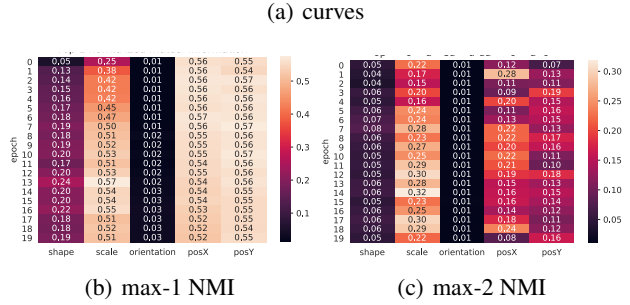 (a) curves
epoch
0 0,05 0,25 0,01 0,56 0,55
1 0,13 0,38 0,01 0,56 0,54
2 0,14 0,42 0,01 0,56 0,56
3 0,15 0,42 0,01 0,56 0,56
4 0,16 0,42 0,01 0,56 0,56
5 0,17 0,45 0,01 0,56 0,56
6 0,18 0,47 0,01 0,57 0,56
7 0,18 0,50 0,01 0,56 0,57
8 0,18 0,51 0,02 0,55 0,56
9 0,19 0,52 0,02 0,55 0,56
10 0,20 0,53 0,02 0,55 0,57
11 0,17 0,51 0,02 0,54 0,56
12 0,20 0,53 0,02 0,55 0,56
13 0,24 0,57 0,02 0,54 0,56
14 0,20 0,54 0,03 0,54 0,56
15 0,20 0,54 0,03 0,54 0,56
16 0,22 0,55 0,03 0,53 0,55
17 0,18 0,51 0,03 0,52 0,55
18 0,18 0,52 0,03 0,52 0,54
19 0,19 0,51 0,03 0,52 0,55
shape scale orientation posX posY
0.5
0.4
0.3
0.2
0.1
(b) max-1 NMI
epoch
0 0,05 0,22 0,01 0,12 0,07
1 0,04 0,17 0,01 0,28 0,13
2 0,04 0,15 0,01 0,11 0,11
3 0,06 0,20 0,01 0,09 0,19
4 0,05 0,16 0,01 0,20 0,15
5 0,06 0,24 0,01 0,11 0,16
6 0,07 0,24 0,01 0,13 0,15
7 0,08 0,28 0,01 0,22 0,13
8 0,06 0,23 0,01 0,22 0,17
9 0,06 0,27 0,01 0,20 0,16
10 0,05 0,25 0,01 0,22 0,11
11 0,05 0,29 0,01 0,21 0,10
12 0,06 0,30 0,01 0,19 0,18
13 0,06 0,28 0,01 0,15 0,15
14 0,06 0,32 0,01 0,16 0,14
15 0,05 0,23 0,01 0,16 0,15
16 0,06 0,25 0,01 0,14 0,12
17 0,06 0,30 0,01 0,18 0,11
18 0,06 0,29 0,01 0,24 0,12
19 0,05 0,22 0,01 0,08 0,16
shape scale orientation posX posY
0.30
0.25
0.20
0.15
0.10
0.05
(c) max-2 NMI